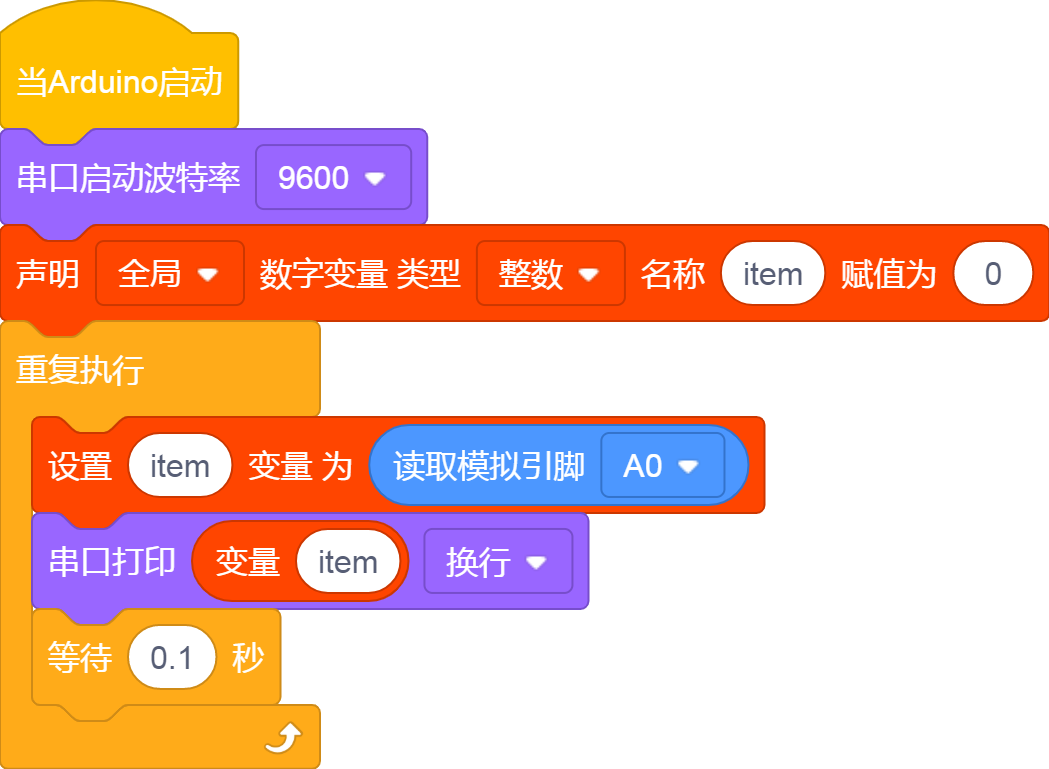 当Arduino启动
串口启动波特率 9600
声明 全局 数字变量 类型 整数 名称 item 赋值为 0
重复执行
设置 item 变量 为 读取模拟引脚 A0
串口打印 变量 item 换行
等待 0.1 秒